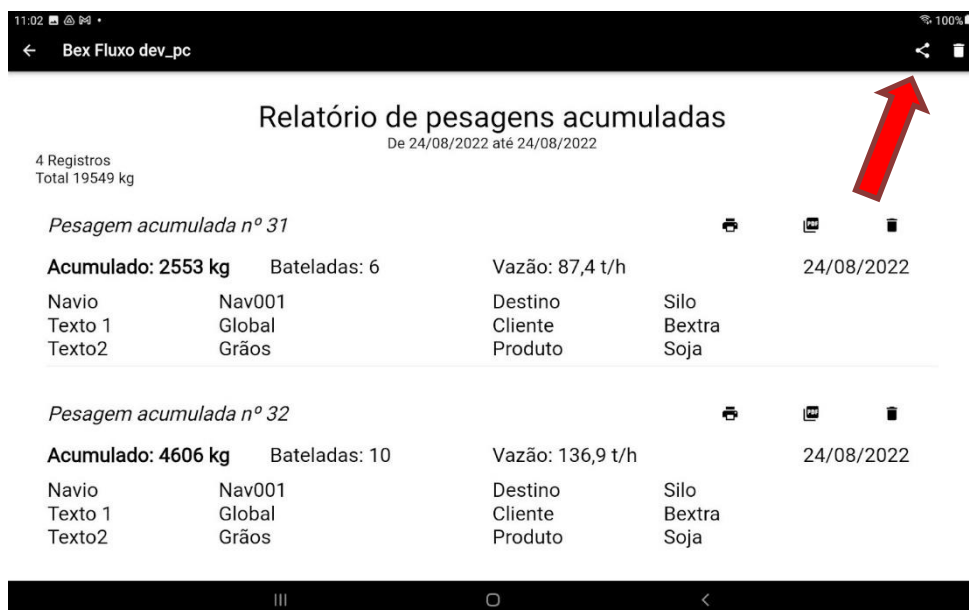 11:02 100%
Bex Fluxo dev_pc
Relatório de pesagens acumuladas
De 24/08/2022 até 24/08/2022
4 Registros
Total 19549 kg
Pesagem acumulada nº 31 PDF
Acumulado: 2553 kg Bateladas: 6 Vazão: 87,4 t/h 24/08/2022
Navio Nav001 Destino Silo
Texto 1 Global Cliente Bextra
Texto2 Grãos Produto Soja
Pesagem acumulada nº 32 PDF
Acumulado: 4606 kg Bateladas: 10 Vazão: 136,9 t/h 24/08/2022
Navio Nav001 Destino Silo
Texto 1 Global Cliente Bextra
Texto2 Grãos Produto Soja